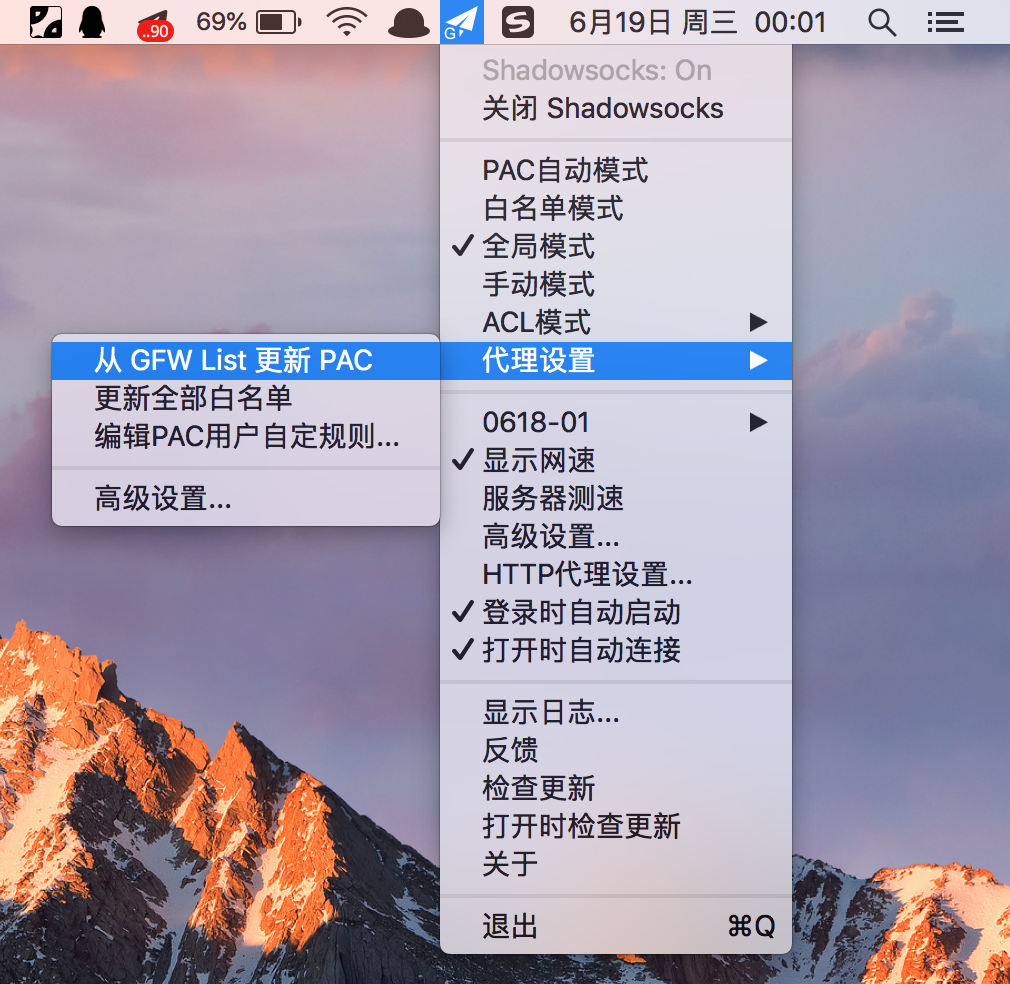 ..90
69%
G
S
6月19日 周三 00:01
Shadowsocks: On
关闭 Shadowsocks
PAC自动模式
白名单模式
全局模式
手动模式
ACL模式
代理设置
从 GFW List 更新 PAC
更新全部白名单
编辑PAC用户自定规则...
高级设置...
0618-01
显示网速
服务器测速
高级设置...
HTTP代理设置...
登录时自动启动
打开时自动连接
显示日志...
反馈
检查更新
打开时检查更新
关于
退出 ⌘Q